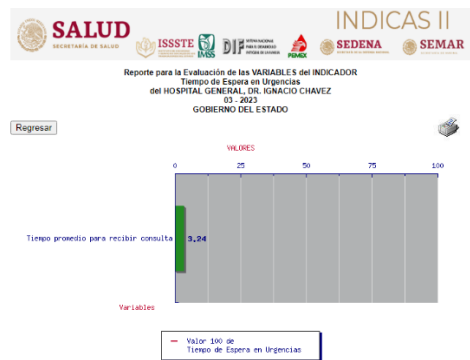 INDICAS II
SALUD
SECRETARÍA DE SALUD
ISSSTE
IMSS
DIF
PEMEX
SEDENA
SEMAR
Reporte para la Evaluación de las VARIABLES del INDICADOR
Tiempo de Espera en Urgencias
del HOSPITAL GENERAL, DR. IGNACIO CHAVEZ
03 - 2023
GOBIERNO DEL ESTADO
Regresar
VALORES
0 25 50 75 100
Tiempo promedio para recibir consulta 3,24
Variables
Valor 100 de
Tiempo de Espera en Urgencias